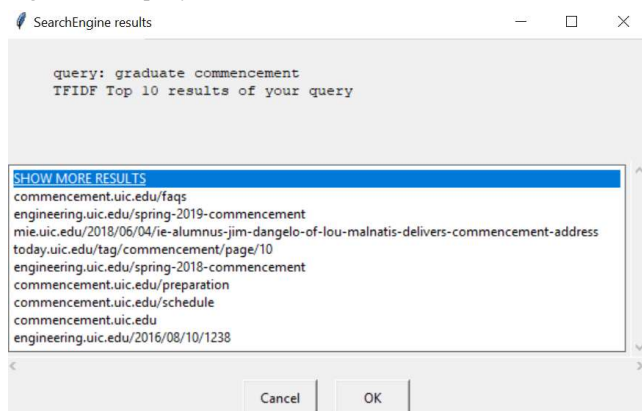 SearchEngine results
query: graduate commencement
TFIDF Top 10 results of your query
SHOW MORE RESULTS
commencement.uic.edu/faqs
engineering.uic.edu/spring-2019-commencement
mie.uic.edu/2018/06/04/ie-alumnus-jim-dangelo-of-lou-malnatis-delivers-commencement-address
today.uic.edu/tag/commencement/page/10
engineering.uic.edu/spring-2018-commencement
commencement.uic.edu/preparation
commencement.uic.edu/schedule
commencement.uic.edu
engineering.uic.edu/2016/08/10/1238
Cancel OK